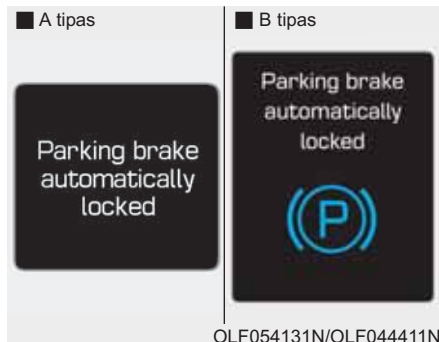 ■ A tipas
Parking brake
automatically
locked
■ B tipas
Parking brake
automatically
locked
P
OLF054131N/OLF044411N